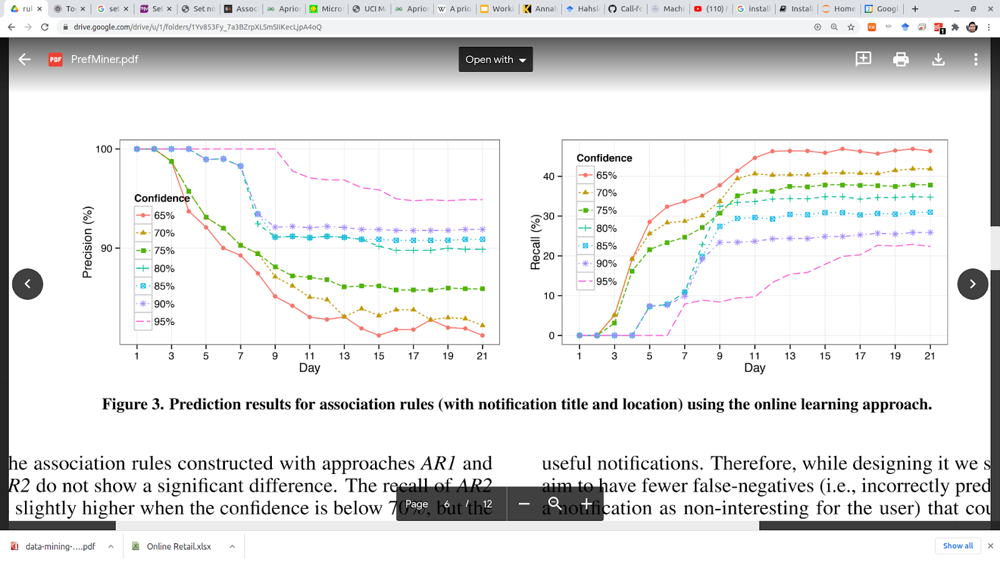 rul
To
set
Set
Set no
Assoc
Aprior
Micro
UCI M
Aprior
A prio
Worki
Annal
Hahsl
Call-fo
Machi
(110)
install
Install
Home
Googl
drive.google.com/drive/u/1/folders/1Yv853Fy_7a3BZrpXLSmSIIKecLjpA4oQ
PDF PrefMiner.pdf
Open with
100
90
Precision (%)
Confidence
65%
70%
75%
80%
85%
90%
95%
1 3 5 7 9 11 13 15 17 19 21
Day
40
30
20
10
0
Recall (%)
Confidence
65%
70%
75%
80%
85%
90%
95%
1 3 5 7 9 11 13 15 17 19 21
Day
Figure 3. Prediction results for association rules (with notification title and location) using the online learning approach.
he association rules constructed with approaches AR1 and
R2 do not show a significant difference. The recall of AR2
slightly higher when the confidence is below 70%, but the
useful notifications. Therefore, while designing it we s
aim to have fewer false-negatives (i.e., incorrectly pred
a notification as non-interesting for the user) that cou
Page 6 / 12
data-mining-....pdf
Online Retail.xlsx
Show all